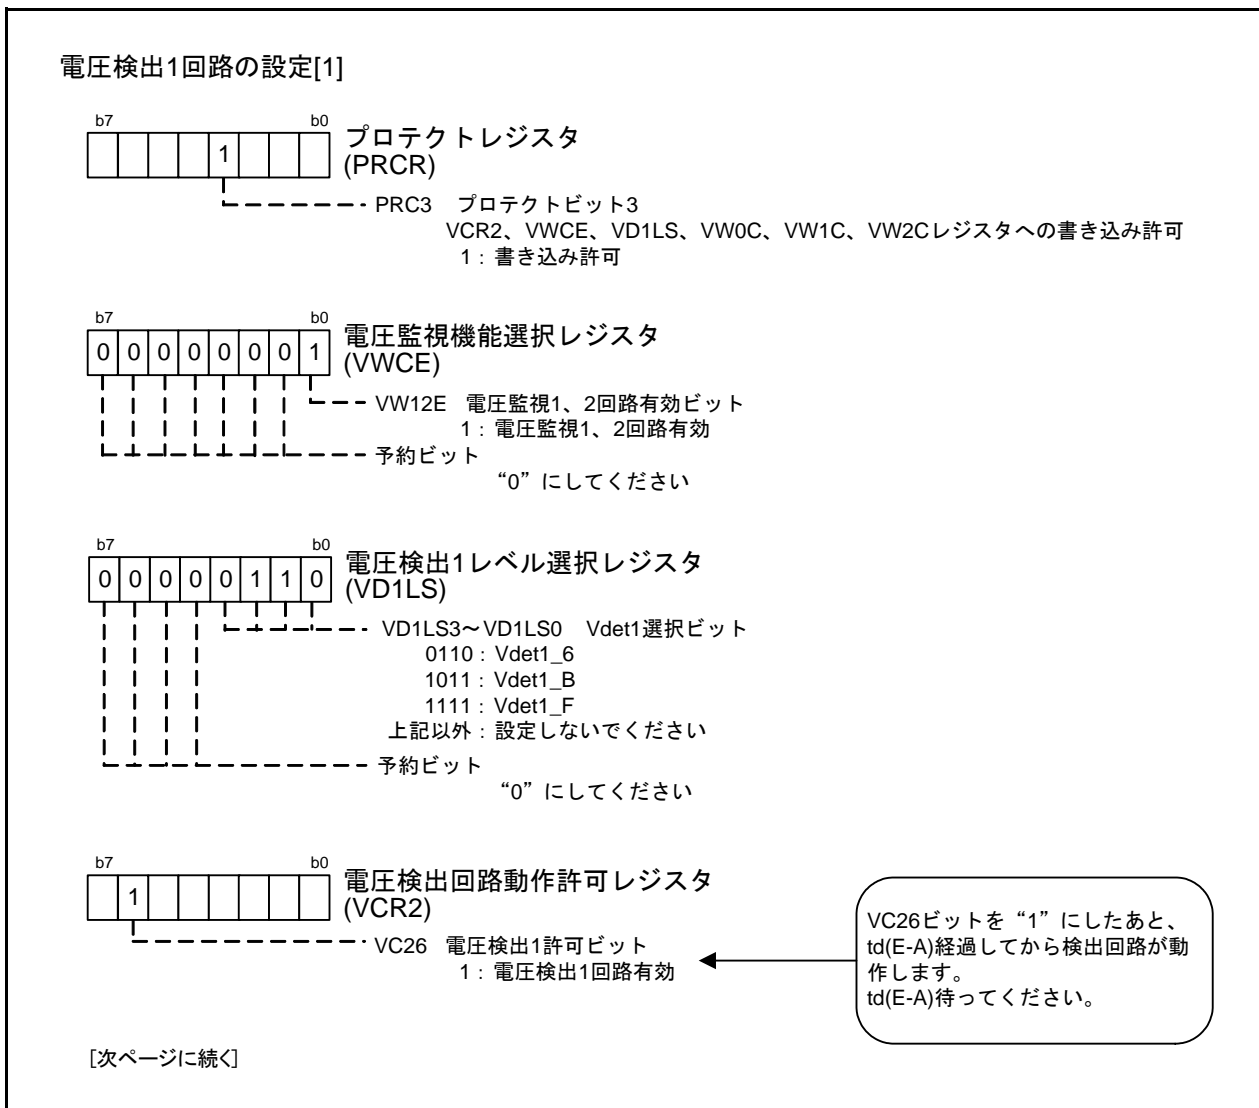 電圧検出1回路の設定[1]
b7 b0
1
プロテクトレジスタ
(PRCR)
PRC3 プロテクトビット3
VCR2、VWCE、VD1LS、VW0C、VW1C、VW2Cレジスタへの書き込み許可
1：書き込み許可
b7 b0
0 0 0 0 0 0 0 1
電圧監視機能選択レジスタ
(VWCE)
VW12E 電圧監視1、2回路有効ビット
1：電圧監視1、2回路有効
予約ビット
“0”にしてください
b7 b0
0 0 0 0 0 1 1 0
電圧検出1レベル選択レジスタ
(VD1LS)
VD1LS3～VD1LS0 Vdet1選択ビット
0110：Vdet1_6
1011：Vdet1_B
1111：Vdet1_F
上記以外：設定しないでください
予約ビット
“0”にしてください
b7 b0
1
電圧検出回路動作許可レジスタ
(VCR2)
VC26 電圧検出1許可ビット
1：電圧検出1回路有効
VC26ビットを“1”にしたあと、
td(E-A)経過してから検出回路が動
作します。
td(E-A)待ってください。
[次ページに続く]